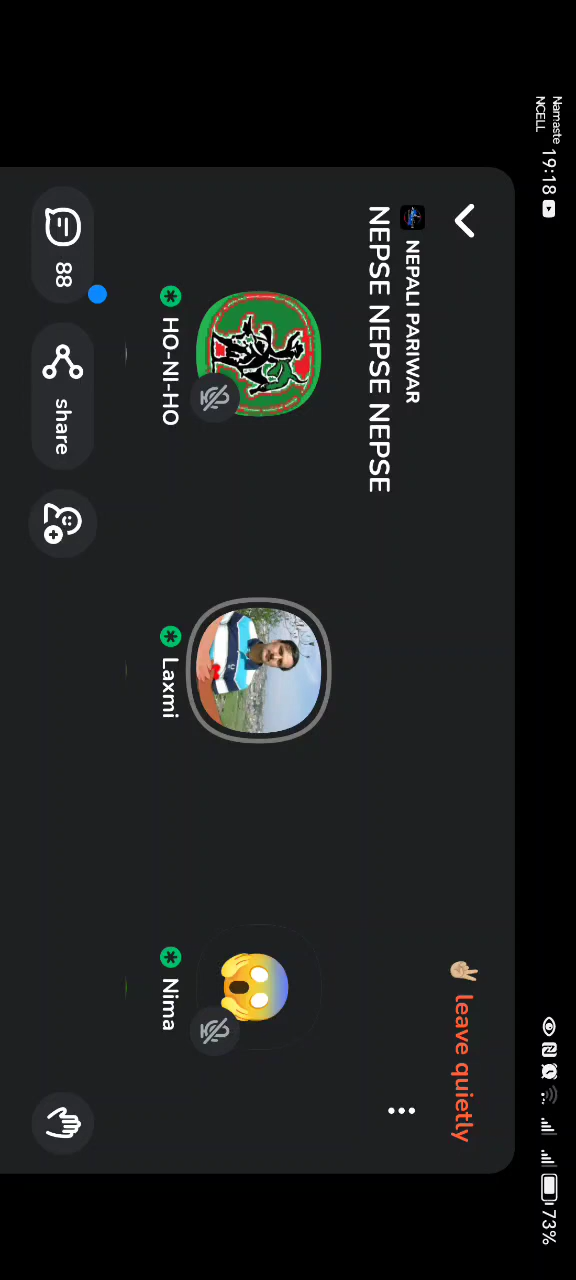 Namaste
NCELL
19:18
73%
NEPALI PARIWAR
NEPSE NEPSE NEPSE
✌🏼 leave quietly
HO-NI-HO
Laxmi
Nima
88
share